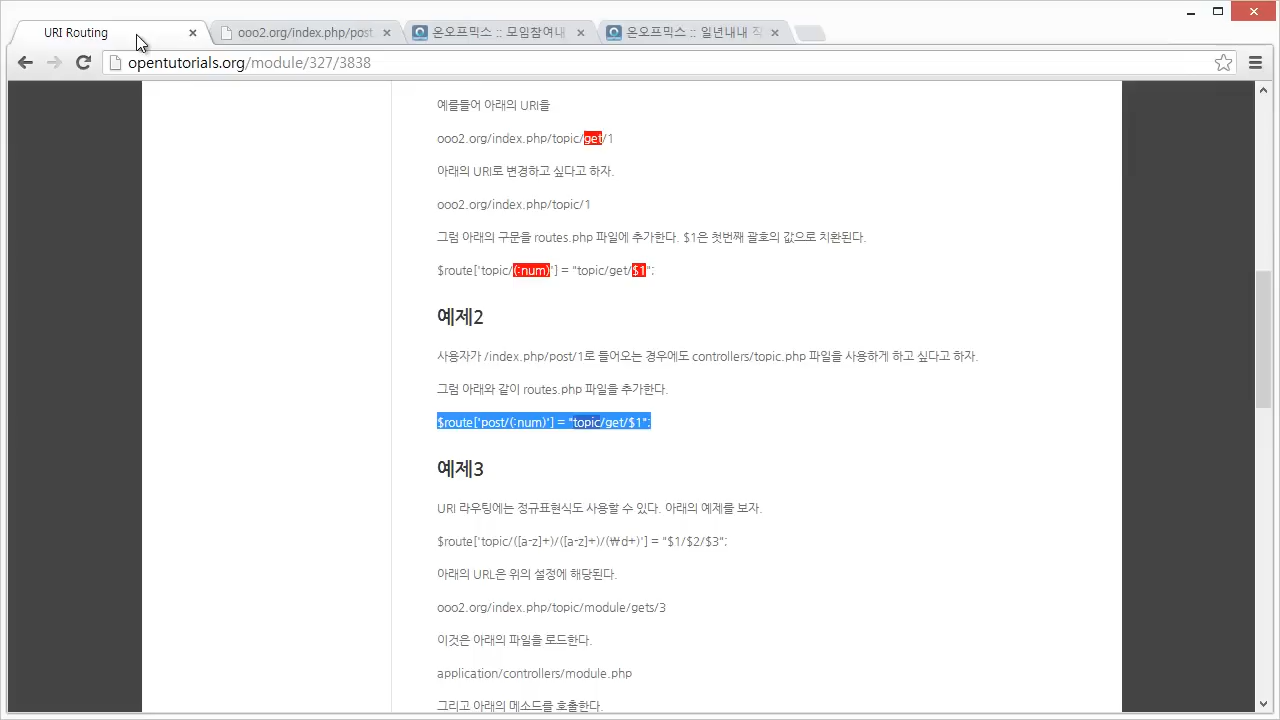 URI Routing
ooo2.org/index.php/post
온오프믹스 :: 모임참여내
온오프믹스 :: 일년내내
opentutorials.org/module/327/3838
예를들어 아래의 URI을
ooo2.org/index.php/topic/get/1
아래의 URI로 변경하고 싶다고 하자.
ooo2.org/index.php/topic/1
그럼 아래의 구문을 routes.php 파일에 추가한다. $1은 첫번째 괄호의 값으로 치환된다.
$route['topic/(:num)'] = "topic/get/$1";
예제2
사용자가 /index.php/post/1로 들어오는 경우에도 controllers/topic.php 파일을 사용하게 하고 싶다고 하자.
그럼 아래와 같이 routes.php 파일을 추가한다.
$route['post/(:num)'] = "topic/get/$1";
예제3
URI 라우팅에는 정규표현식도 사용할 수 있다. 아래의 예제를 보자.
$route['topic/([a-z]+)/([a-z]+)/(₩d+)'] = "$1/$2/$3";
아래의 URL은 위의 설정에 해당된다.
ooo2.org/index.php/topic/module/gets/3
이것은 아래의 파일을 로드한다.
application/controllers/module.php
그리고 아래의 메소드를 호출한다.